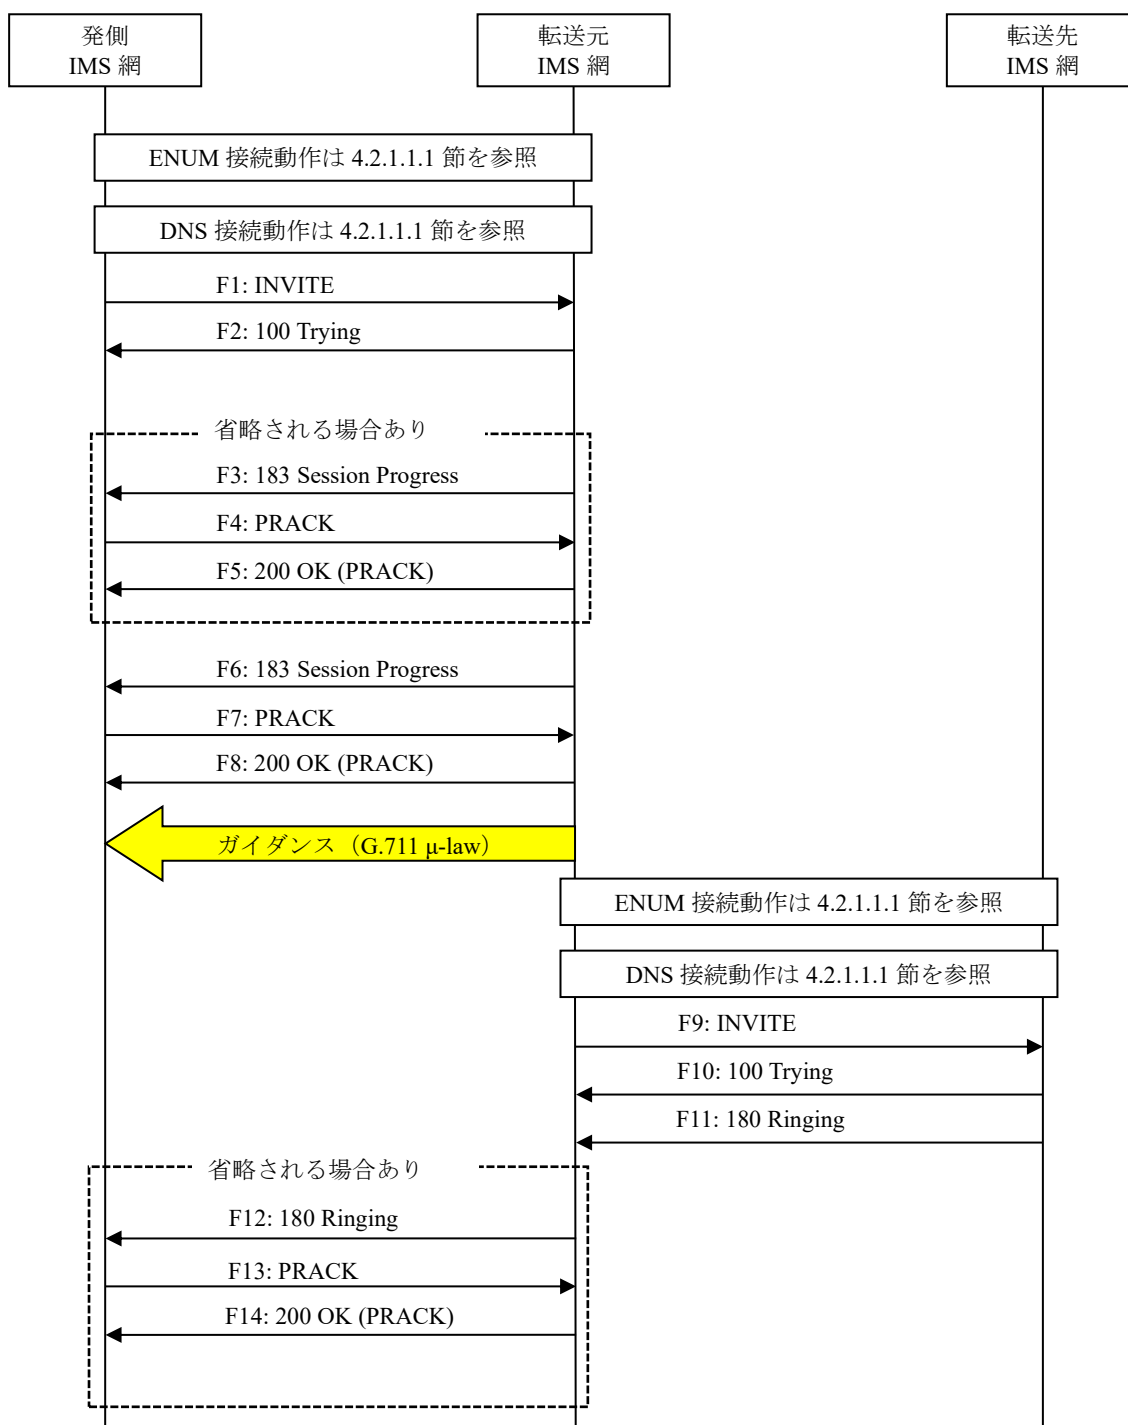 発側
IMS 網
転送元
IMS 網
転送先
IMS 網
ENUM 接続動作は 4.2.1.1.1 節を参照
DNS 接続動作は 4.2.1.1.1 節を参照
F1: INVITE
F2: 100 Trying
省略される場合あり
F3: 183 Session Progress
F4: PRACK
F5: 200 OK (PRACK)
F6: 183 Session Progress
F7: PRACK
F8: 200 OK (PRACK)
ガイダンス（G.711 μ-law）
ENUM 接続動作は 4.2.1.1.1 節を参照
DNS 接続動作は 4.2.1.1.1 節を参照
F9: INVITE
F10: 100 Trying
F11: 180 Ringing
省略される場合あり
F12: 180 Ringing
F13: PRACK
F14: 200 OK (PRACK)